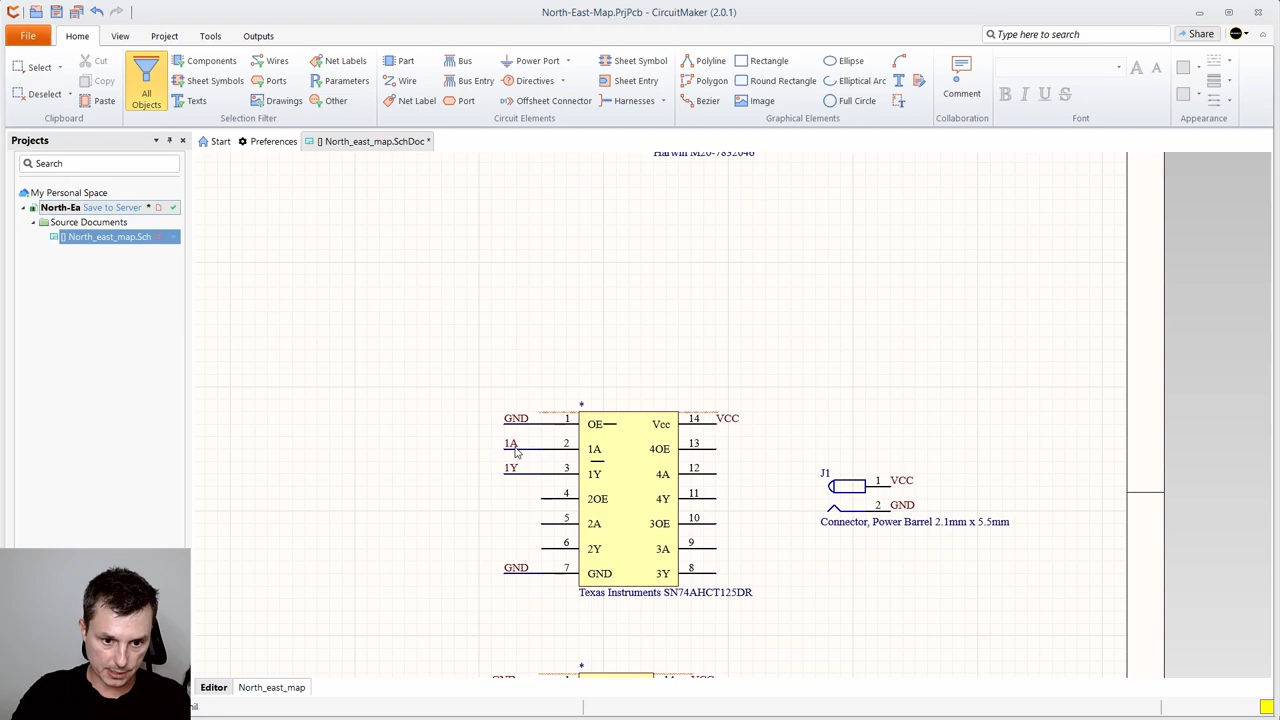 North-East-Map.PrjPcb - CircuitMaker (2.0.1)
File Home View Project Tools Outputs
Type here to search
Share
Select
Deselect
Cut
Copy
Paste
Clipboard
All Objects
Components
Sheet Symbols
Texts
Wires
Ports
Drawings
Net Labels
Parameters
Other
Selection Filter
Part
Wire
Net Label
Bus
Bus Entry
Port
Power Port
Directives
Offsheet Connector
Sheet Symbol
Sheet Entry
Harnesses
Circuit Elements
Polyline
Polygon
Bezier
Rectangle
Round Rectangle
Image
Ellipse
Elliptical Arc
Full Circle
T
Graphical Elements
Comment
Collaboration
A A
B I U S
Font
Appearance
Projects
Start
Preferences
[] North_east_map.SchDoc *
Search
My Personal Space
North-Ea Save to Server *
Source Documents
[] North_east_map.Sch
Harwin M20-7832046
*
GND 1 OE Vcc 14 VCC
1A 2 1A 4OE 13
1Y 3 1Y 4A 12
4 2OE 4Y 11
5 2A 3OE 10
6 2Y 3A 9
GND 7 GND 3Y 8
Texas Instruments SN74AHCT125DR
J1
1 VCC
2 GND
Connector, Power Barrel 2.1mm x 5.5mm
*
GND 1 14 VCC
Editor North_east_map